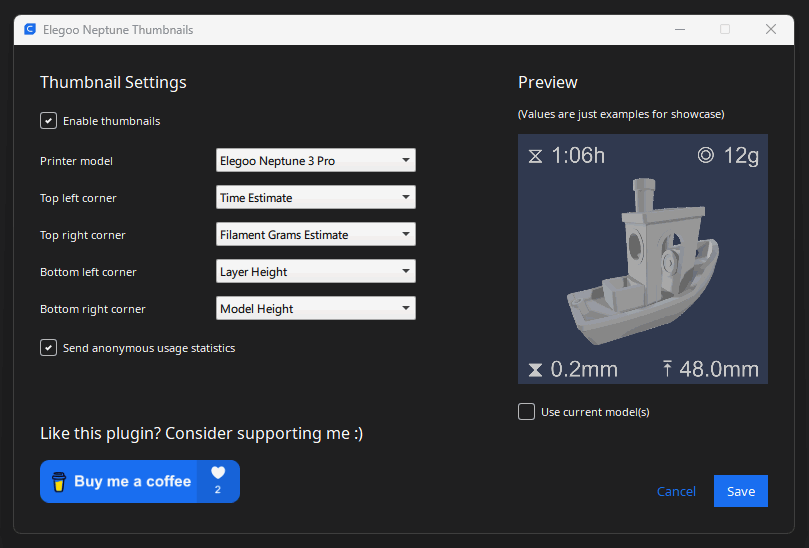 Elegoo Neptune Thumbnails
Thumbnail Settings
Enable thumbnails
Printer model
Elegoo Neptune 3 Pro
Top left corner
Time Estimate
Top right corner
Filament Grams Estimate
Bottom left corner
Layer Height
Bottom right corner
Model Height
Send anonymous usage statistics
Like this plugin? Consider supporting me :)
Buy me a coffee
2
Preview
(Values are just examples for showcase)
1:06h
12g
0.2mm
48.0mm
Use current model(s)
Cancel
Save